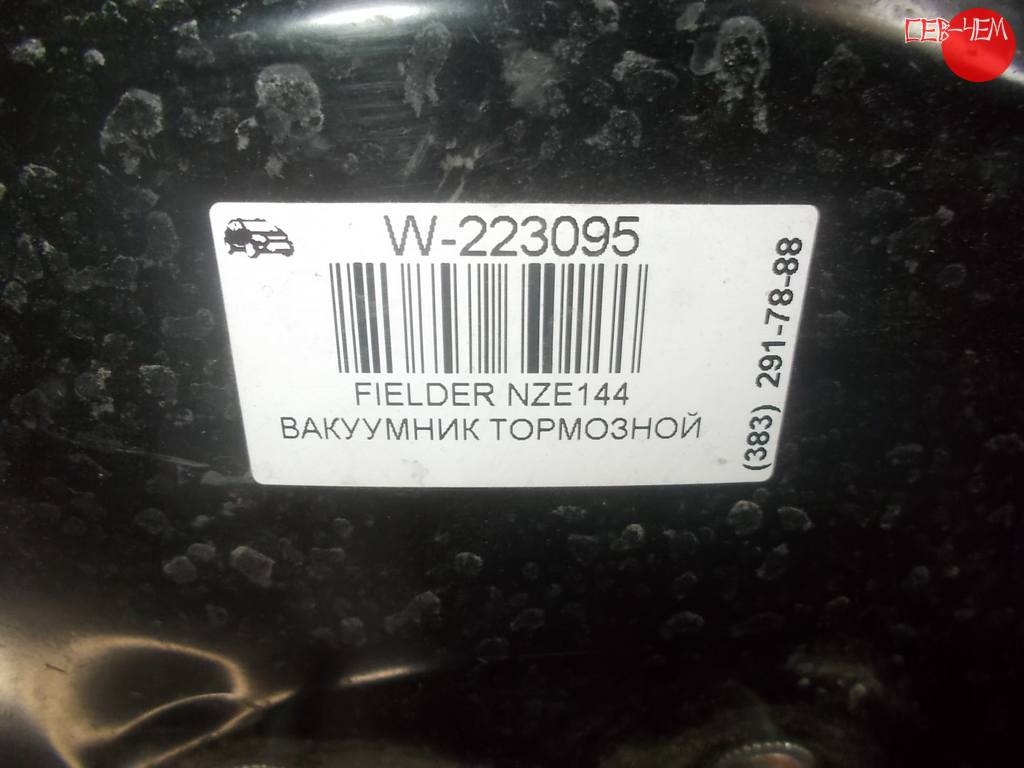 СЕВ-ЧЕМ
W-223095
FIELDER NZE144
ВАКУУМНИК ТОРМОЗНОЙ
(383) 291-78-88